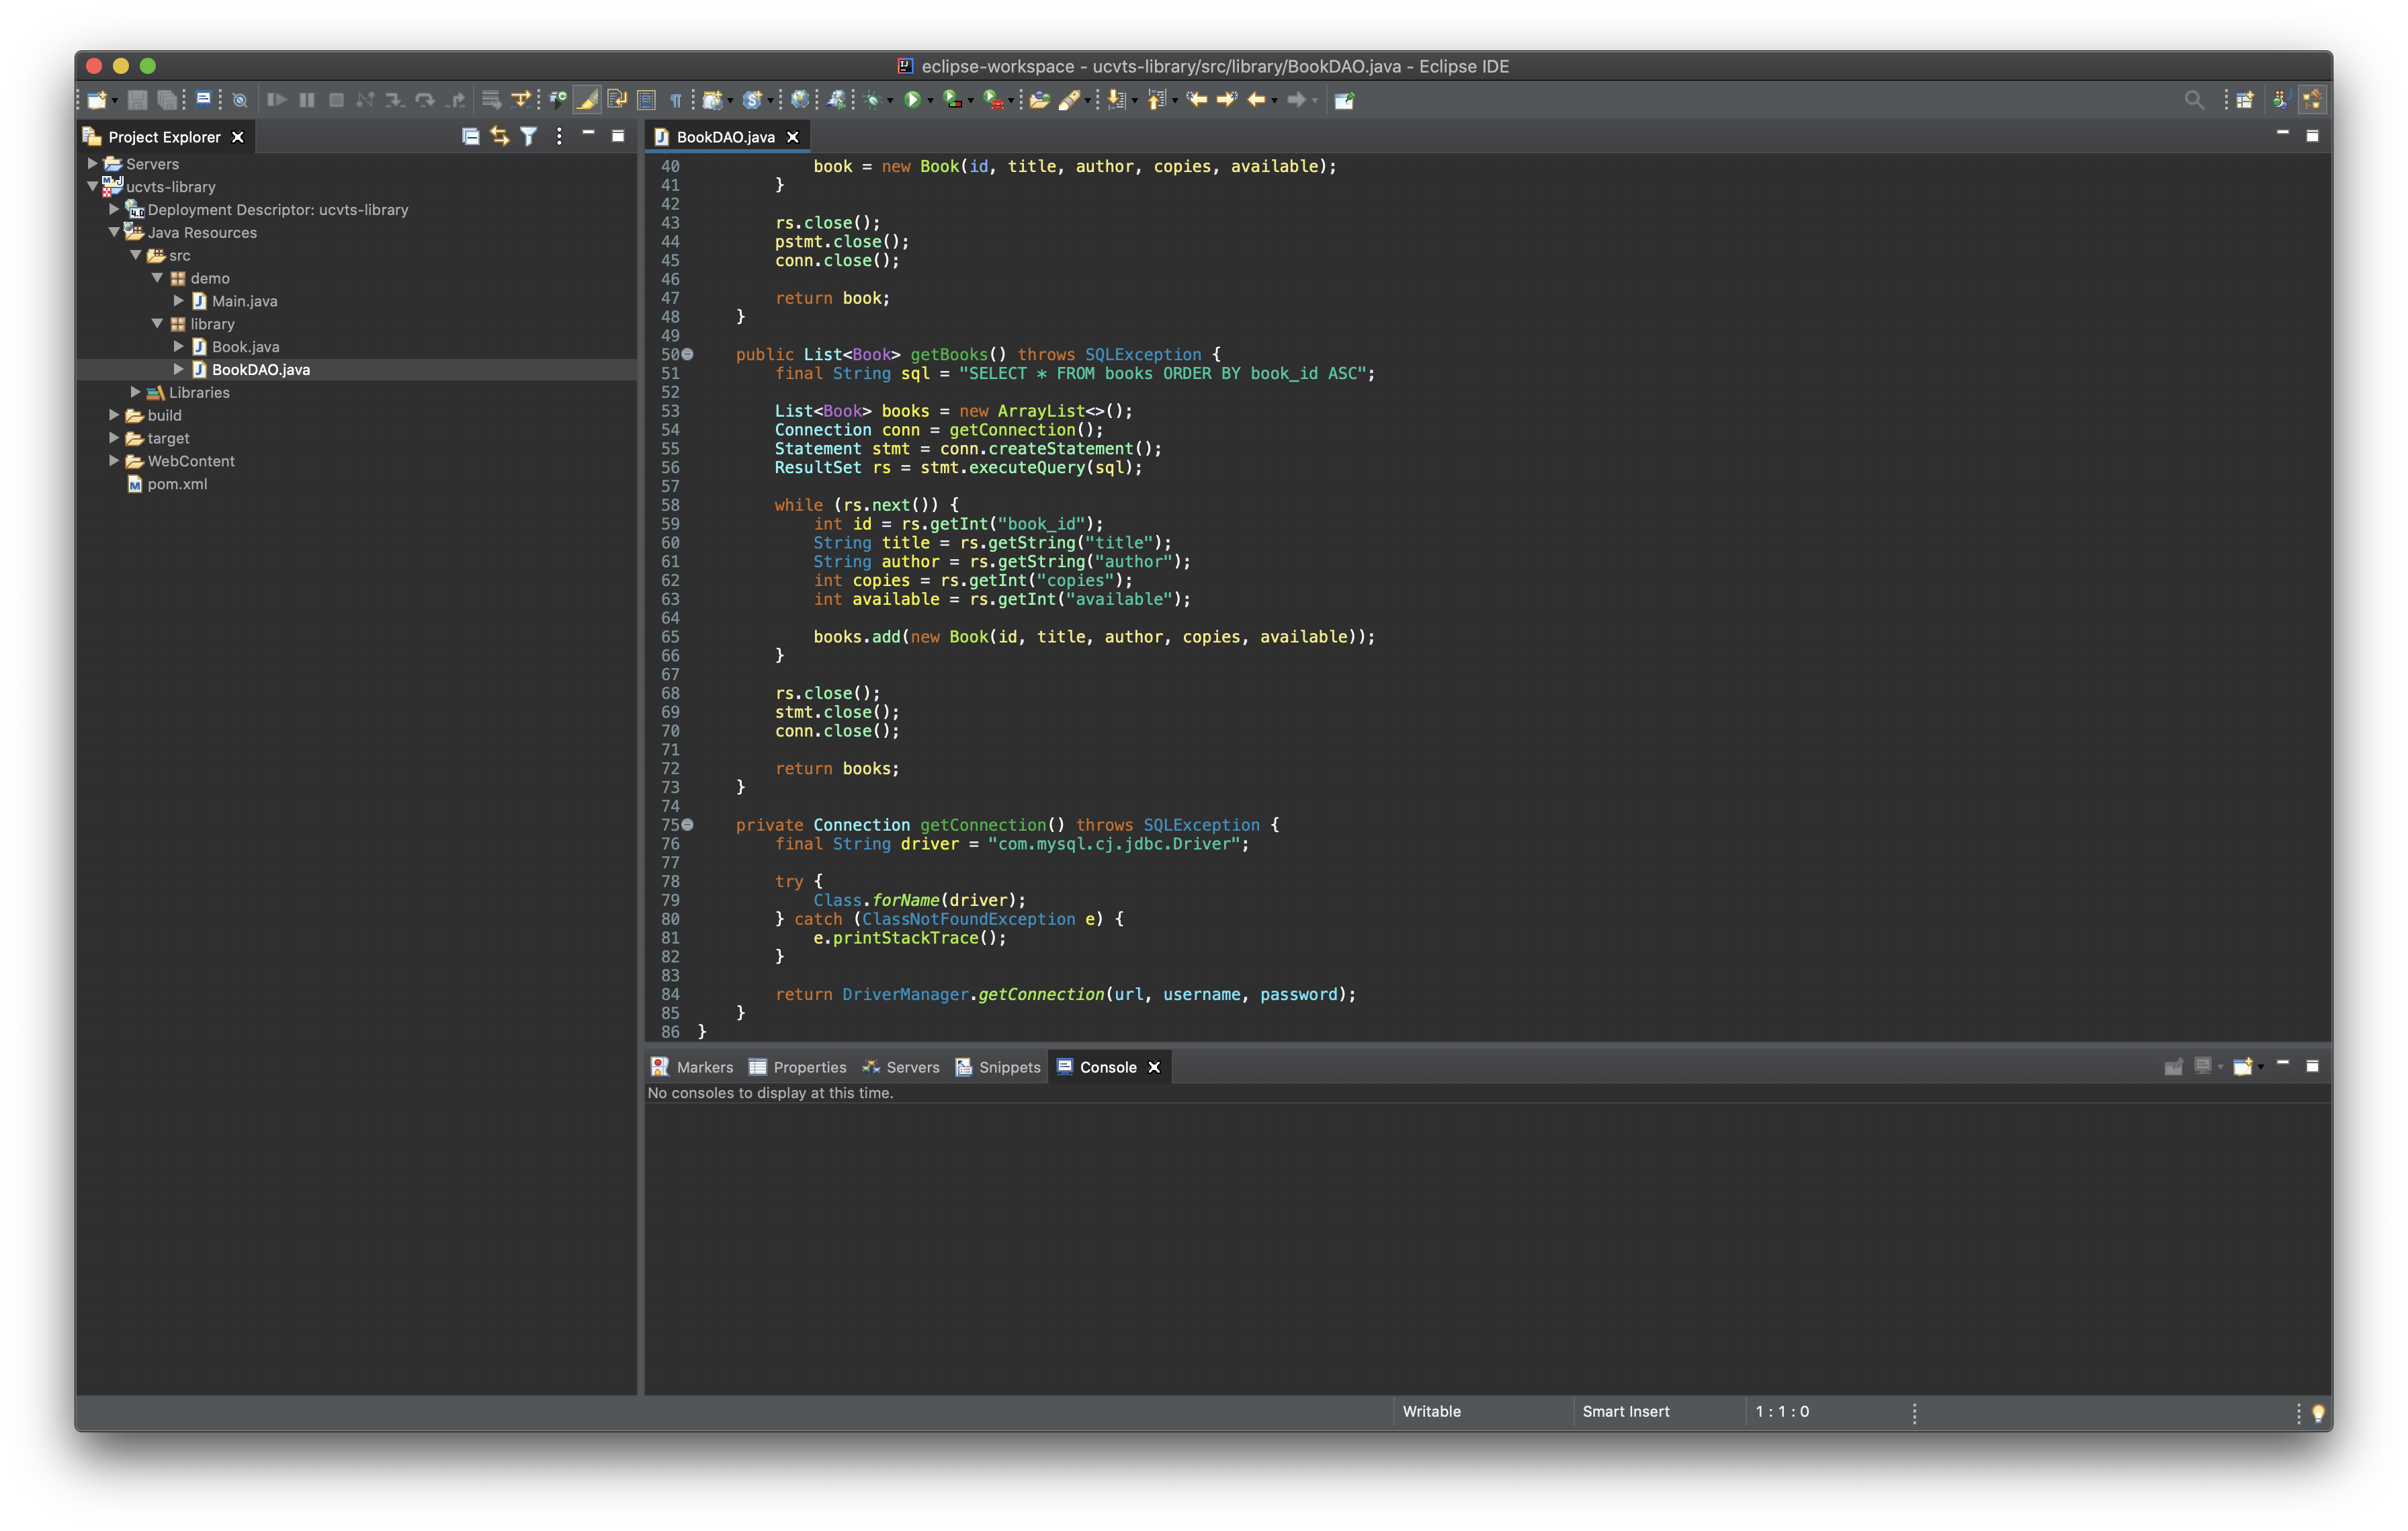 eclipse-workspace - ucvts-library/src/library/BookDAO.java - Eclipse IDE
Project Explorer
Servers
ucvts-library
Deployment Descriptor: ucvts-library
Java Resources
src
demo
Main.java
library
Book.java
BookDAO.java
Libraries
build
target
WebContent
pom.xml
BookDAO.java
40 book = new Book(id, title, author, copies, available);
41 }
42
43 rs.close();
44 pstmt.close();
45 conn.close();
46
47 return book;
48 }
49
50 public List<Book> getBooks() throws SQLException {
51 final String sql = "SELECT * FROM books ORDER BY book_id ASC";
52
53 List<Book> books = new ArrayList<>();
54 Connection conn = getConnection();
55 Statement stmt = conn.createStatement();
56 ResultSet rs = stmt.executeQuery(sql);
57
58 while (rs.next()) {
59 int id = rs.getInt("book_id");
60 String title = rs.getString("title");
61 String author = rs.getString("author");
62 int copies = rs.getInt("copies");
63 int available = rs.getInt("available");
64
65 books.add(new Book(id, title, author, copies, available));
66 }
67
68 rs.close();
69 stmt.close();
70 conn.close();
71
72 return books;
73 }
74
75 private Connection getConnection() throws SQLException {
76 final String driver = "com.mysql.cj.jdbc.Driver";
77
78 try {
79 Class.forName(driver);
80 } catch (ClassNotFoundException e) {
81 e.printStackTrace();
82 }
83
84 return DriverManager.getConnection(url, username, password);
85 }
86 }
Markers Properties Servers Snippets Console
No consoles to display at this time.
Writable Smart Insert 1 : 1 : 0